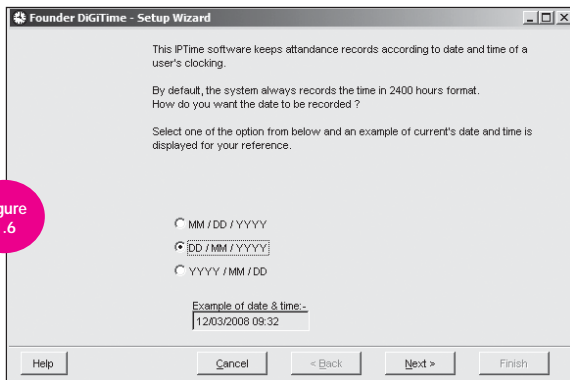 Founder DiGiTime - Setup Wizard
This IPTime software keeps attandance records according to date and time of a
user's clocking.
By default, the system always records the time in 2400 hours format.
How do you want the date to be recorded ?
Select one of the option from below and an example of current's date and time is
displayed for your reference.
gure
.6
MM / DD / YYYY
DD / MM / YYYY
YYYY / MM / DD
Example of date & time:-
12/03/2008 09:32
Help
Cancel
< Back
Next >
Finish